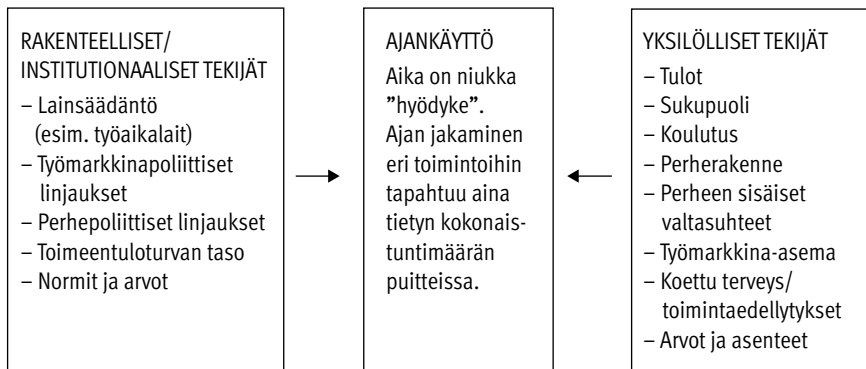 RAKENTEELLISET/
INSTITUTIONAALISET TEKIJÄT
– Lainsäädäntö
(esim. työaikalait)
– Työmarkkinapoliittiset
linjaukset
– Perhepoliittiset linjaukset
– Toimeentuloturvan taso
– Normit ja arvot
AJANKÄYTTÖ
Aika on niukka
”hyödyke”.
Ajan jakaminen
eri toimintoihin
tapahtuu aina
tietyn kokonais-
tuntimäärän
puitteissa.
YKSILÖLLISET TEKIJÄT
– Tulot
– Sukupuoli
– Koulutus
– Perherakenne
– Perheen sisäiset
valtasuhteet
– Työmarkkina-asema
– Koettu terveys/
toimintaedellytykset
– Arvot ja asenteet